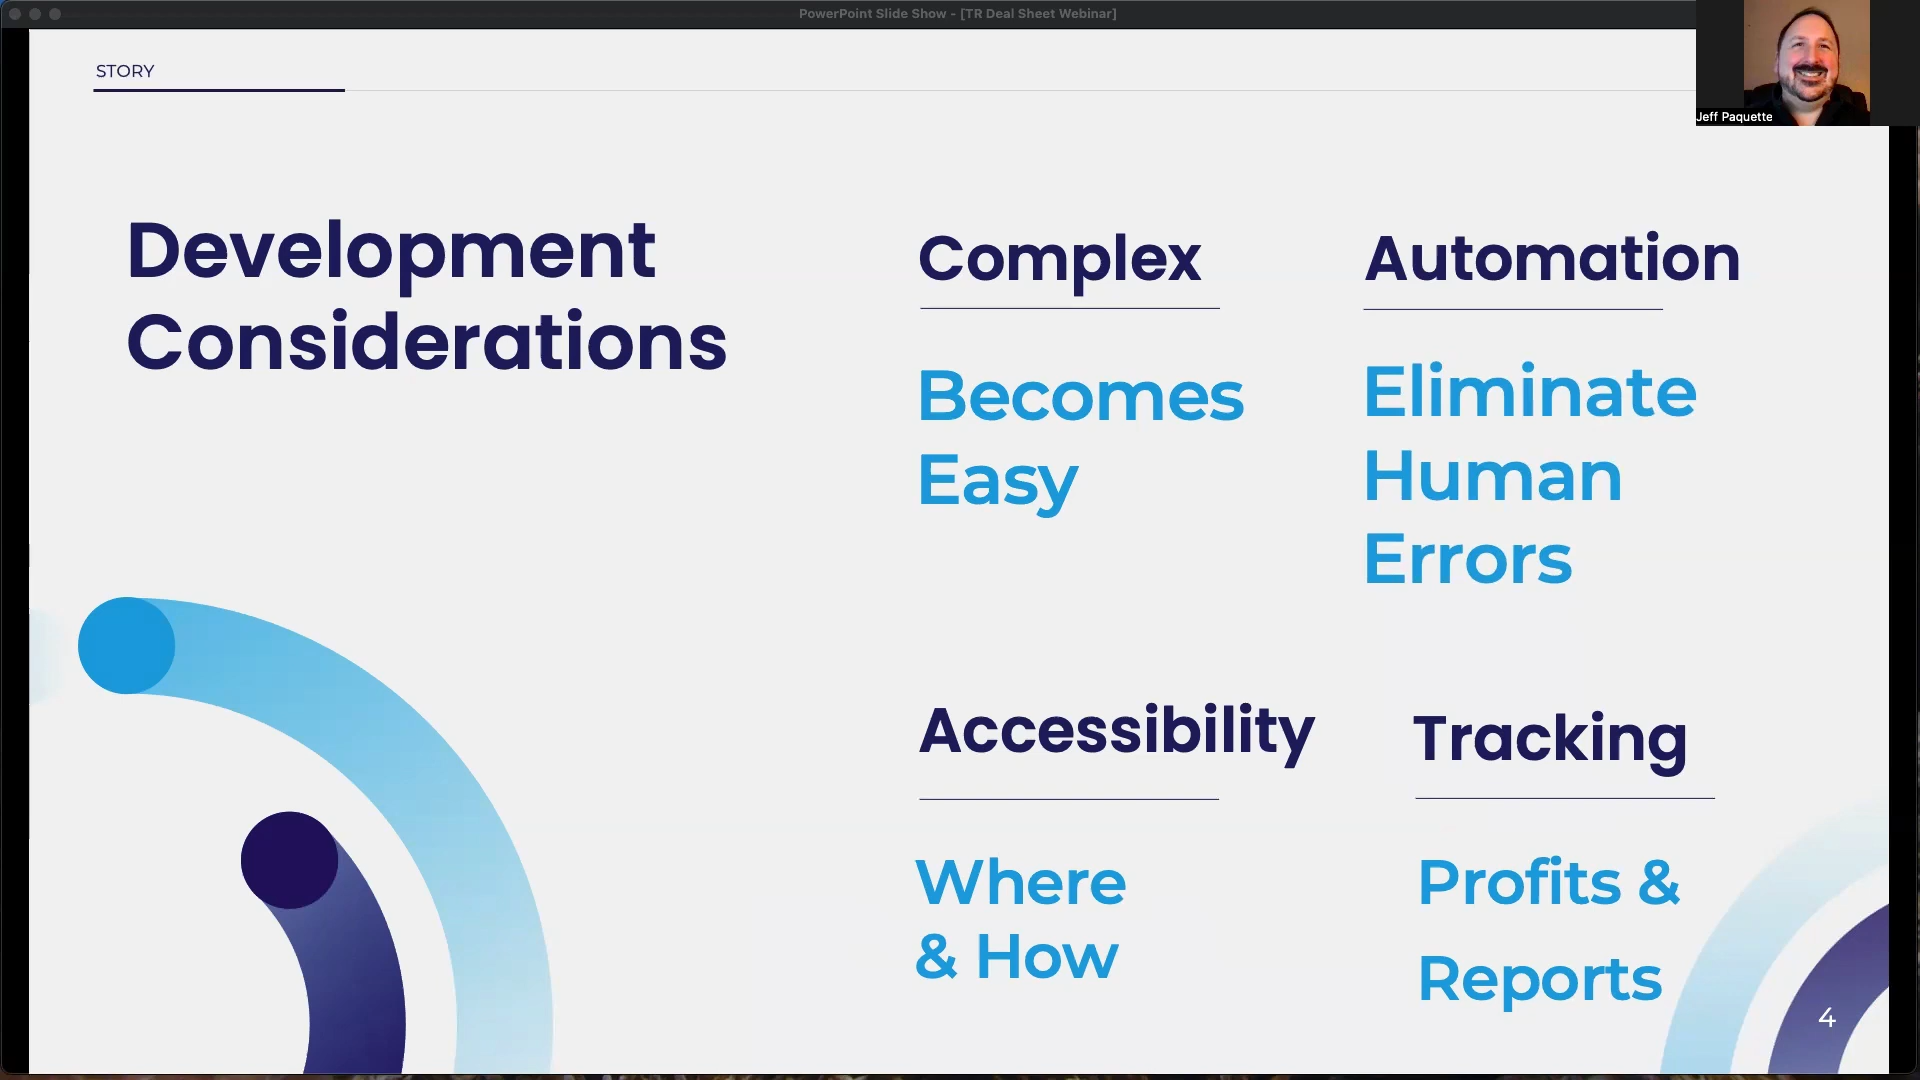 PowerPoint Slide Show - [TR Deal Sheet Webinar]
Jeff Paquette
STORY
Development
Considerations
Complex
Becomes
Easy
Automation
Eliminate
Human
Errors
Accessibility
Where
& How
Tracking
Profits &
Reports
4